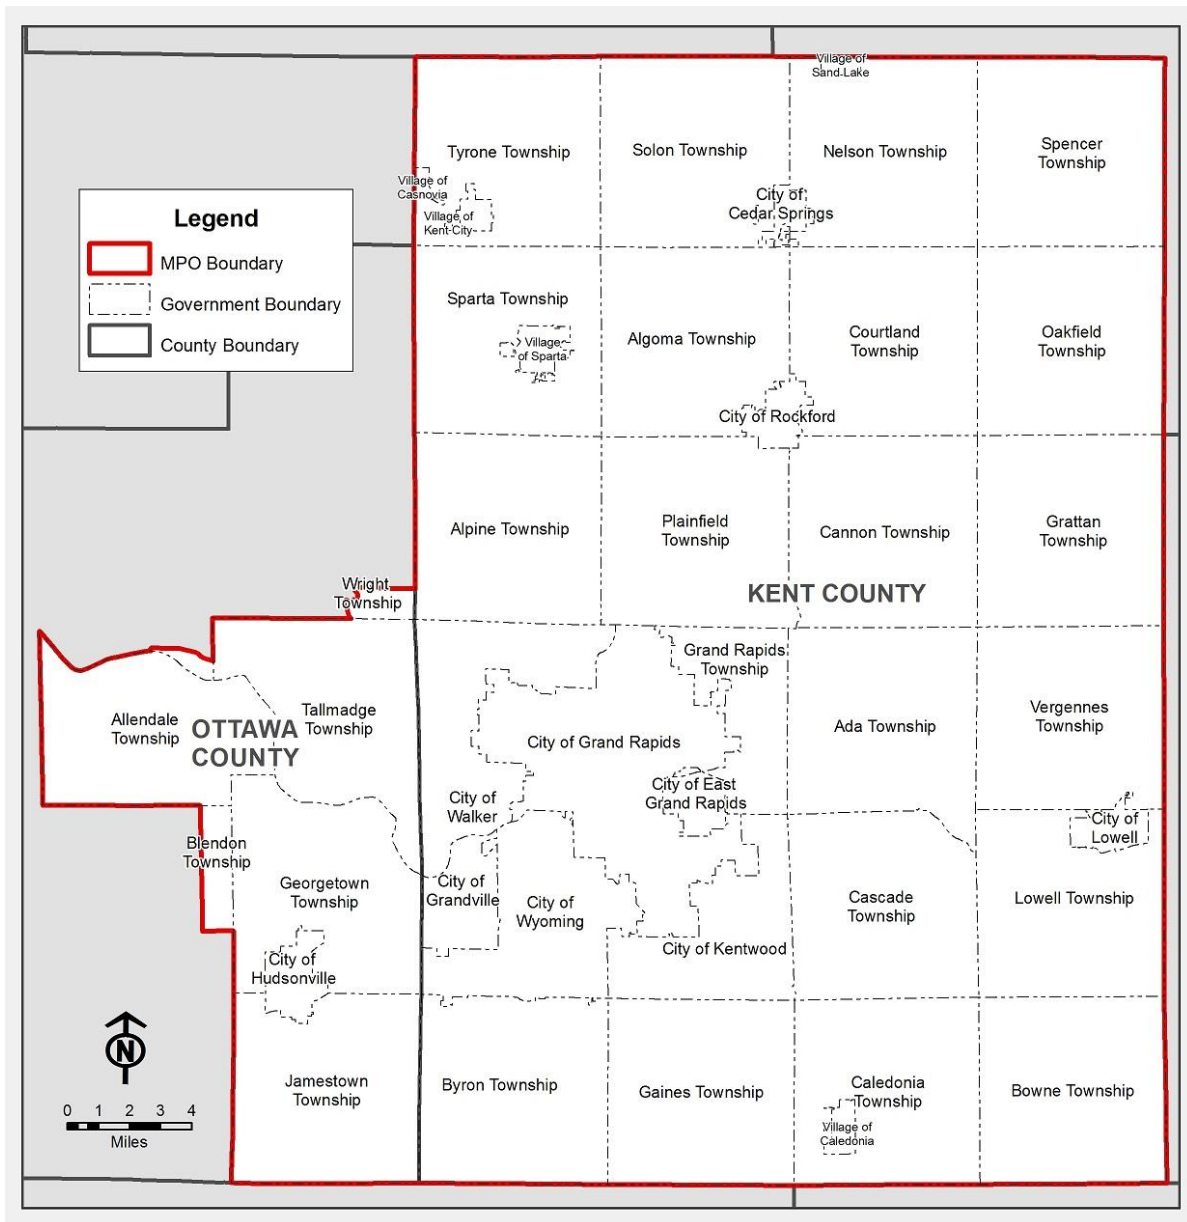 Village of
Sand Lake
Tyrone Township
Solon Township
Nelson Township
Spencer
Township
Village of
Casnovia
Village of
Kent City
City of
Cedar Springs
Legend
MPO Boundary
Government Boundary
County Boundary
Sparta Township
Village
of Sparta
Algoma Township
Courtland
Township
Oakfield
Township
City of Rockford
Alpine Township
Plainfield
Township
Cannon Township
Grattan
Township
KENT COUNTY
Wright
Township
Grand Rapids
Township
Allendale
Township
OTTAWA
COUNTY
Tallmadge
Township
City of Grand Rapids
Ada Township
Vergennes
Township
City of
Walker
City of East
Grand Rapids
City of
Lowell
Blendon
Township
Georgetown
Township
City of
Grandville
City of
Wyoming
Cascade
Township
Lowell Township
City of Kentwood
City of
Hudsonville
N
0 1 2 3 4
Miles
Jamestown
Township
Byron Township
Gaines Township
Caledonia
Township
Bowne Township
Village of
Caledonia